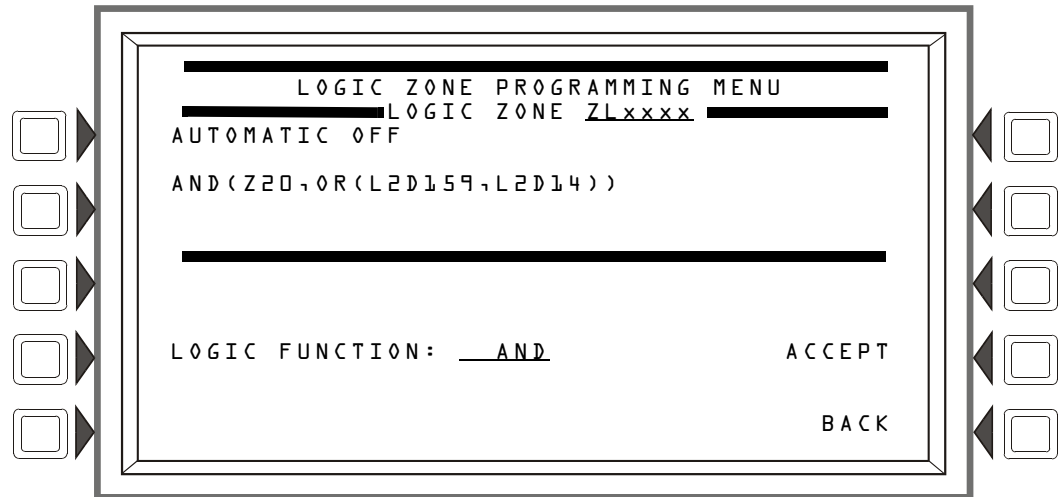 LOGIC ZONE PROGRAMMING MENU
LOGIC ZONE ZLxxxx
AUTOMATIC OFF
AND(Z20,OR(L2D159,L2D14))
LOGIC FUNCTION: AND
ACCEPT
BACK